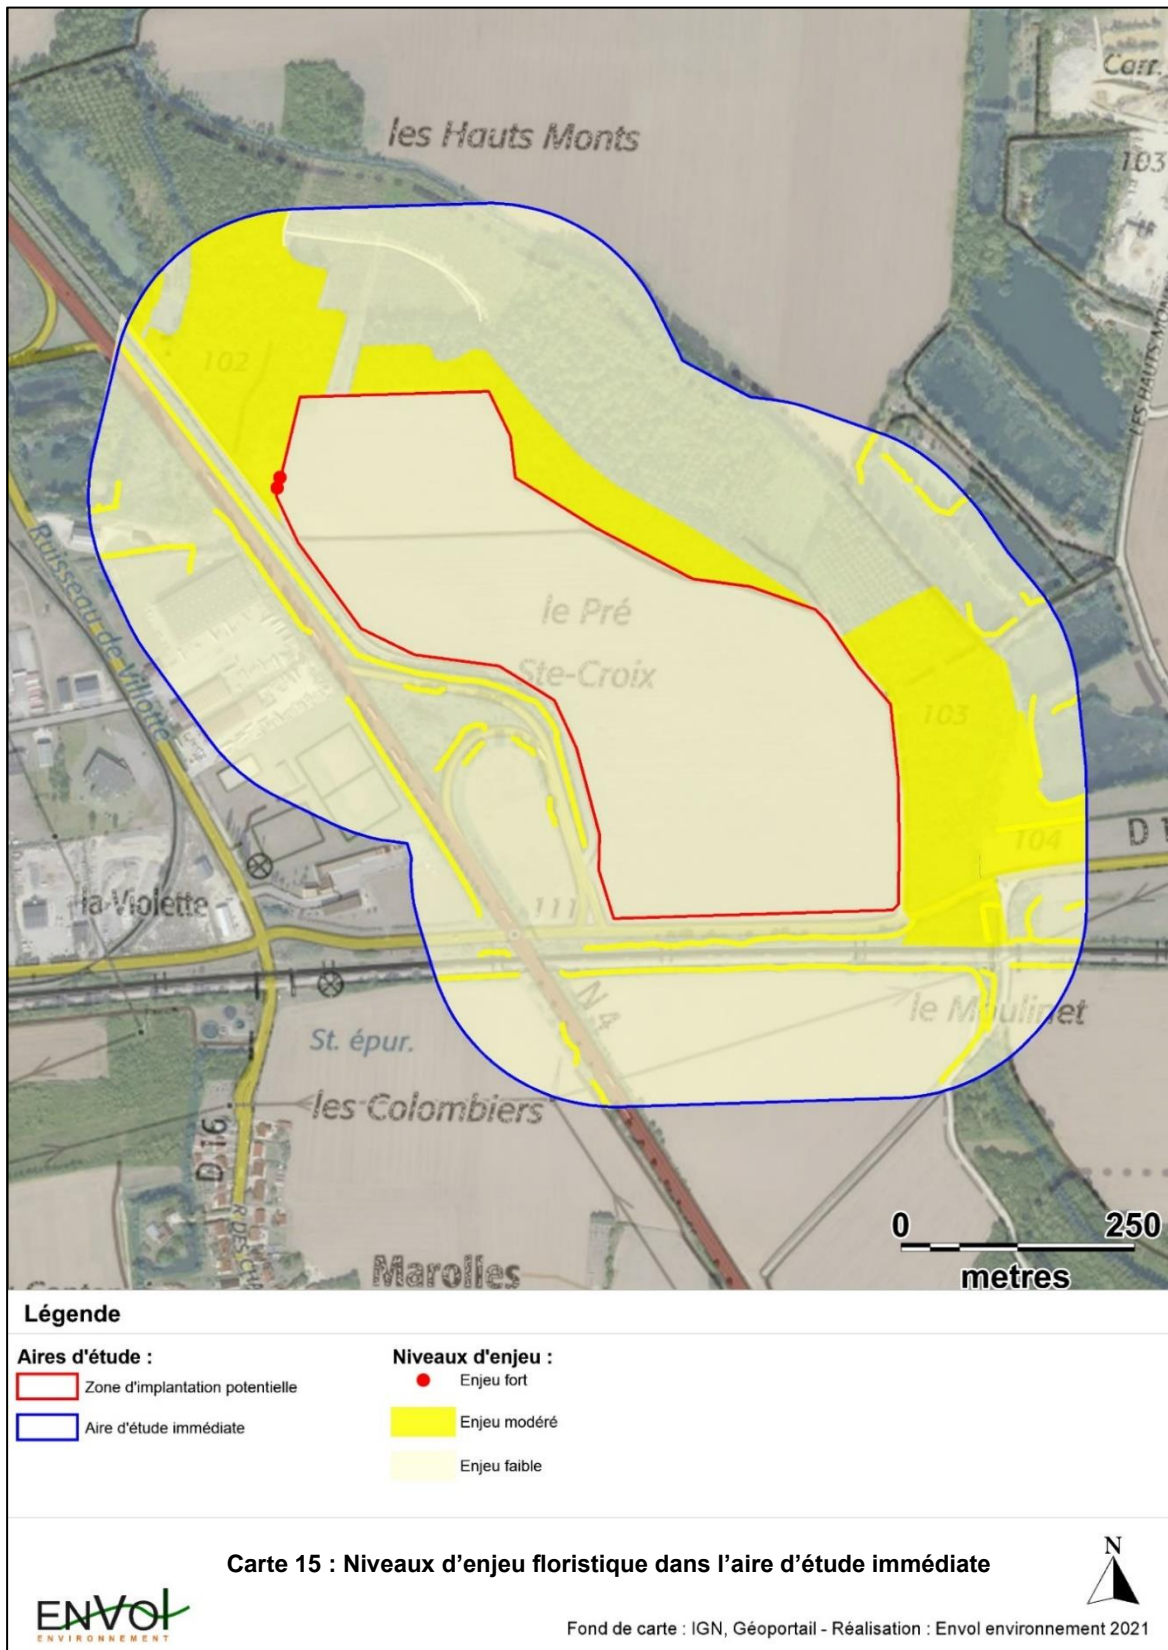 Carr.
les Hauts Monts
103
LES HAUTS MO
102
Ruisseau de Villotte
le Pré
Ste-Croix
103
104
D 1
la Violette
111
N 4
le Moulinet
St. épur.
les Colombiers
D 16
Marolles
0 250
metres
Légende
Aires d'étude :
Zone d'implantation potentielle
Aire d'étude immédiate
Niveaux d'enjeu :
Enjeu fort
Enjeu modéré
Enjeu faible
Carte 15 : Niveaux d'enjeu floristique dans l'aire d'étude immédiate
N
ENVOL
ENVIRONNEMENT
Fond de carte : IGN, Géoportail - Réalisation : Envol environnement 2021